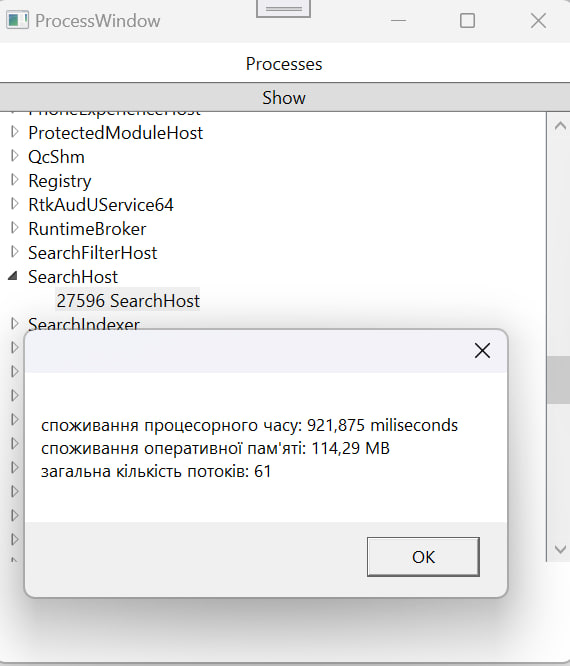 ProcessWindow
Processes
Show
PhoneExperienceHost
ProtectedModuleHost
QcShm
Registry
RtkAudUService64
RuntimeBroker
SearchFilterHost
SearchHost
27596 SearchHost
SearchIndexer
споживання процесорного часу: 921,875 miliseconds
споживання оперативної пам'яті: 114,29 MB
загальна кількість потоків: 61
OK